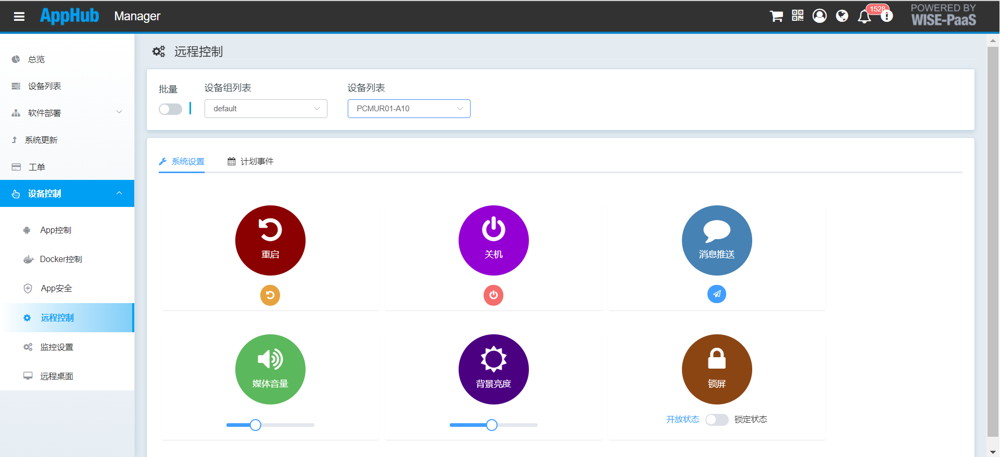 AppHub Manager
1528
POWERED BY
WISE-PaaS
总览
设备列表
软件部署
系统更新
工单
设备控制
App控制
Docker控制
App安全
远程控制
监控设置
远程桌面
远程控制
批量
设备组列表
设备列表
default
PCMUR01-A10
系统设置
计划事件
重启
关机
消息推送
媒体音量
背景亮度
锁屏
开放状态
锁定状态